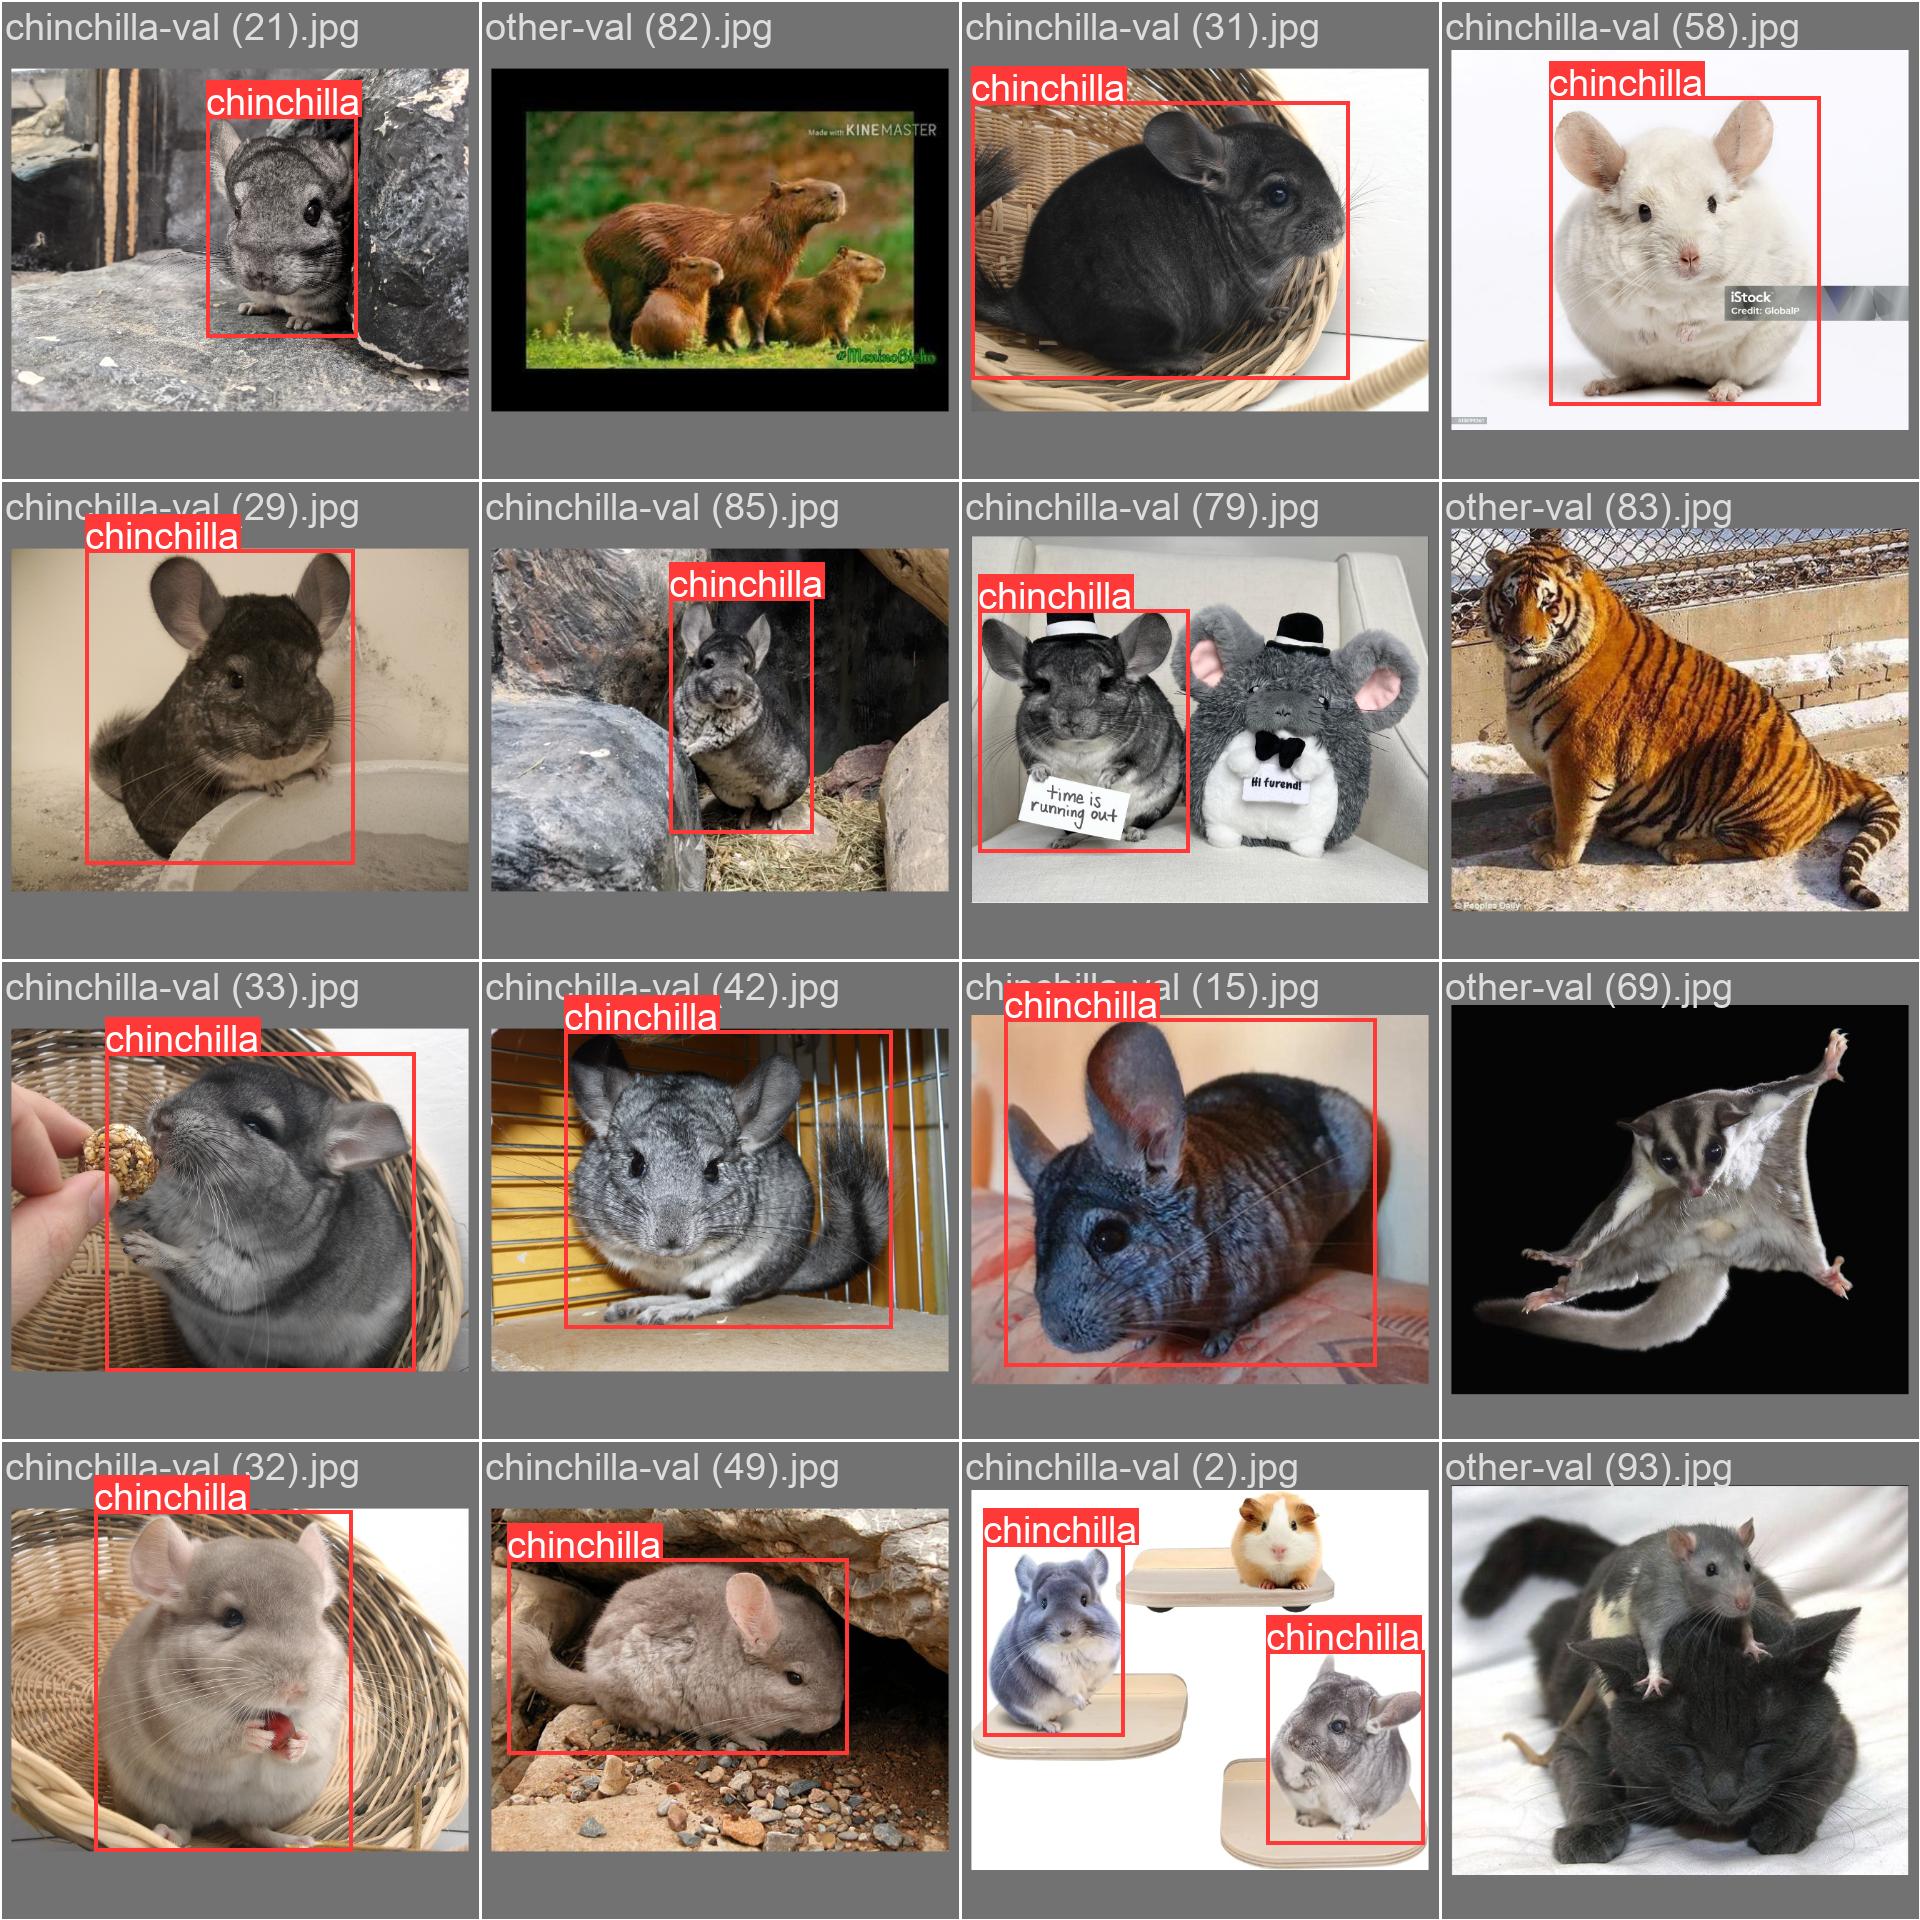 chinchilla-val (21).jpg
other-val (82).jpg
chinchilla-val (31).jpg
chinchilla-val (58).jpg
chinchilla
Made with KINEMASTER
#MeninoBicho
chinchilla
chinchilla
iStock
Credit: GlobalP
chinchilla-val (29).jpg
chinchilla-val (85).jpg
chinchilla-val (79).jpg
other-val (83).jpg
chinchilla
chinchilla
chinchilla
time is
running out
Hi furend!
© Peoples Daily
chinchilla-val (33).jpg
chinchilla-val (42).jpg
chinchilla-val (15).jpg
other-val (69).jpg
chinchilla
chinchilla
chinchilla
chinchilla-val (32).jpg
chinchilla-val (49).jpg
chinchilla-val (2).jpg
other-val (93).jpg
chinchilla
chinchilla
chinchilla
chinchilla